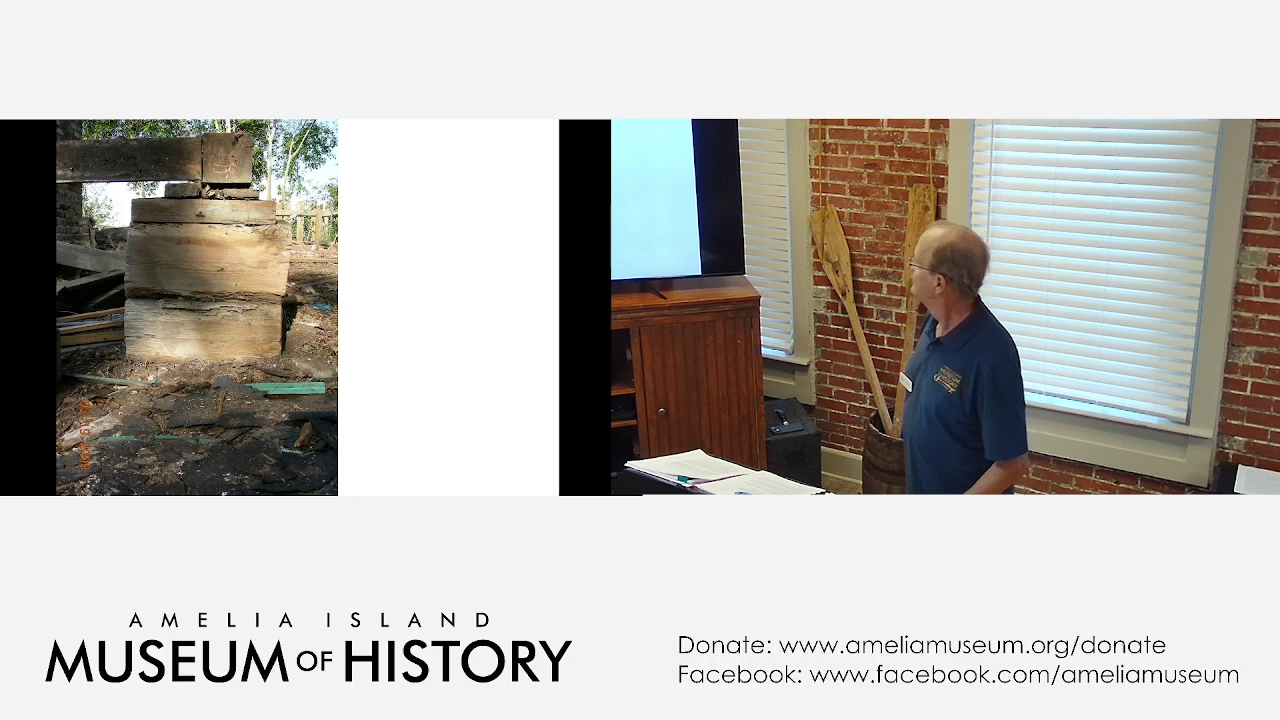 AMELIA ISLAND
MUSEUM OF HISTORY
Donate: www.ameliamuseum.org/donate
Facebook: www.facebook.com/ameliamuseum